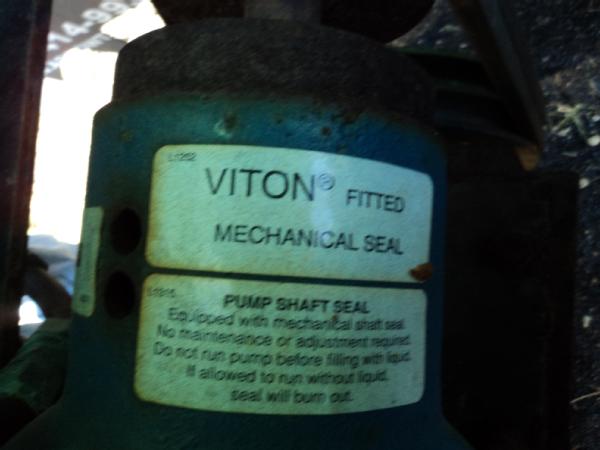 L1252
VITON® FITTED
MECHANICAL SEAL
PUMP SHAFT SEAL
Equipped with mechanical shaft seal.
No maintenance or adjustment required.
Do not run pump before filling with liquid.
If allowed to run without liquid,
seal will burn out.